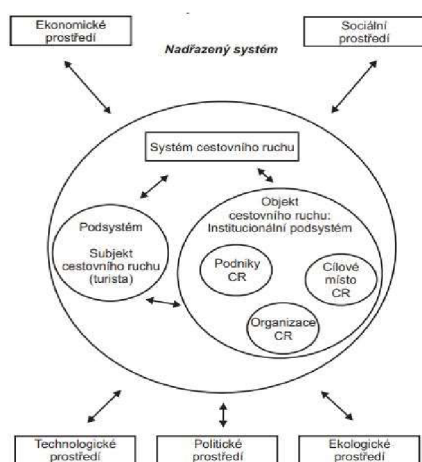 Ekonomické
prostředí
Sociální
prostředí
Nadřazený systém
Systém cestovního ruchu
Podsystém
Subjekt
cestovního ruchu
(turista)
Objekt
cestovního ruchu:
Institucionální podsystém
Podniky
CR
Cílové
místo
CR
Organizace
CR
Technologické
prostředí
Politické
prostředí
Ekologické
prostředí